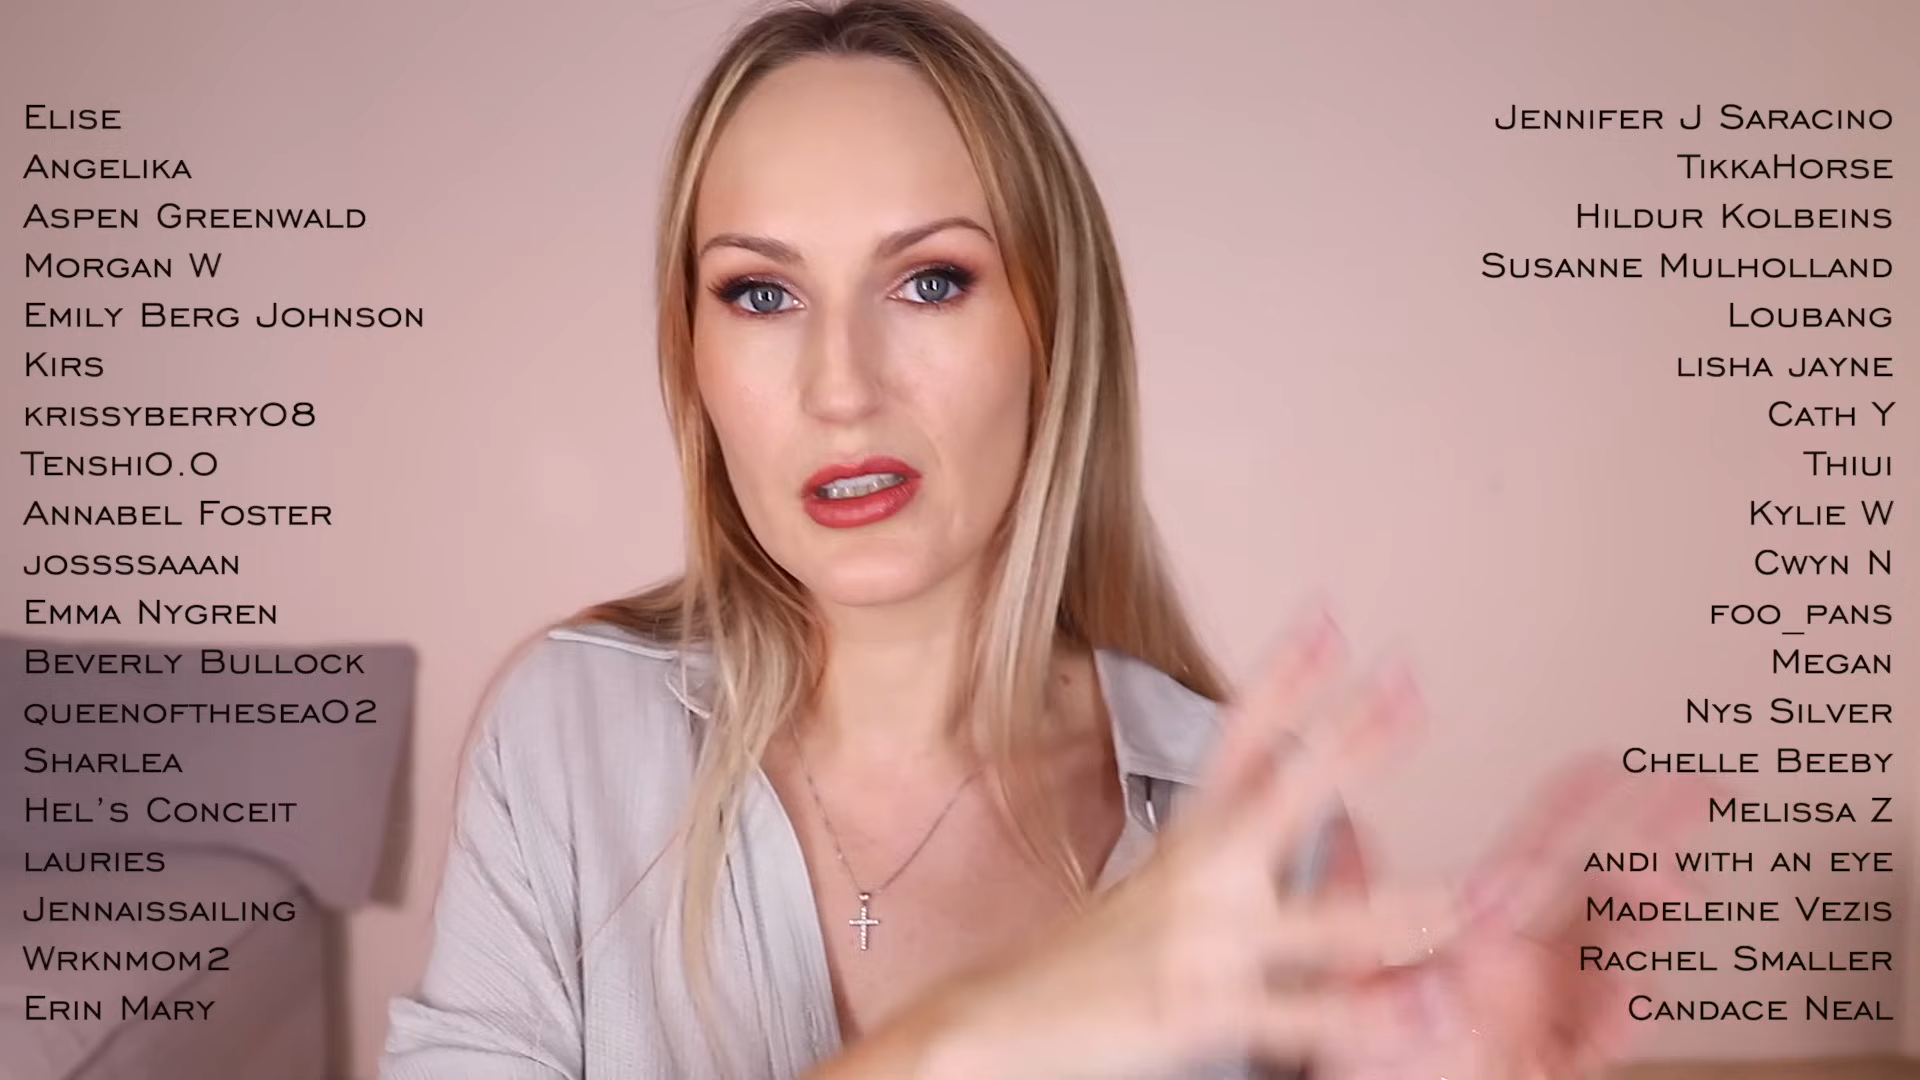 Elise
Angelika
Aspen Greenwald
Morgan W
Emily Berg Johnson
Kirs
krissyberry08
Tenshi0.0
Annabel Foster
jossssaaan
Emma Nygren
Beverly Bullock
queenofthesea02
Sharlea
Hel's Conceit
lauries
Jennaissailing
Wrknmom2
Erin Mary
Jennifer J Saracino
TikkaHorse
Hildur Kolbeins
Susanne Mulholland
Loubang
lisha jayne
Cath Y
Thiui
Kylie W
Cwyn N
foo_pans
Megan
Nys Silver
Chelle Beeby
Melissa Z
andi with an eye
Madeleine Vezis
Rachel Smaller
Candace Neal